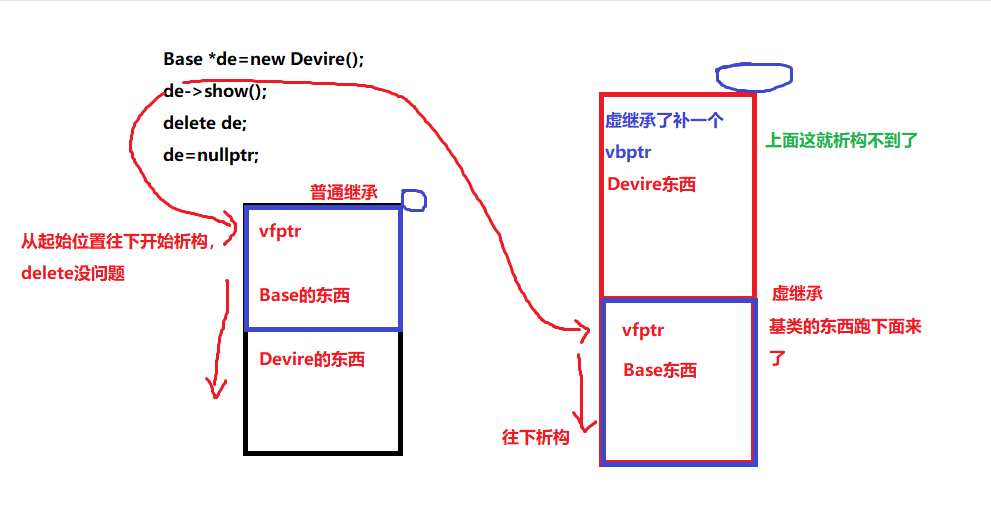 Base *de=new Devire();
de->show();
delete de;
de=nullptr;
普通继承
从起始位置往下开始析构，
delete没问题
vfptr
Base的东西
Devire的东西
虚继承了补一个
vbptr
Devire东西
上面这就析构不到了
虚继承
基类的东西跑下面来
了
vfptr
Base东西
往下析构